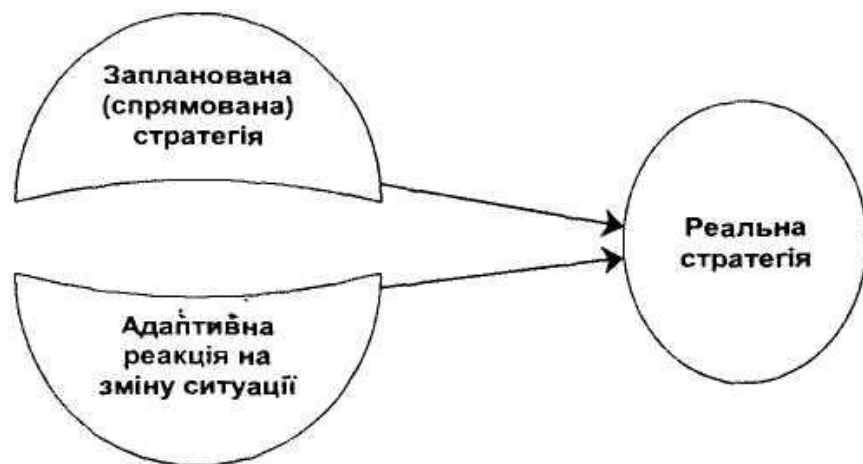 Запланована
(спрямована)
стратегія
Реальна
стратегія
Адаптивна
реакція на
зміну ситуації